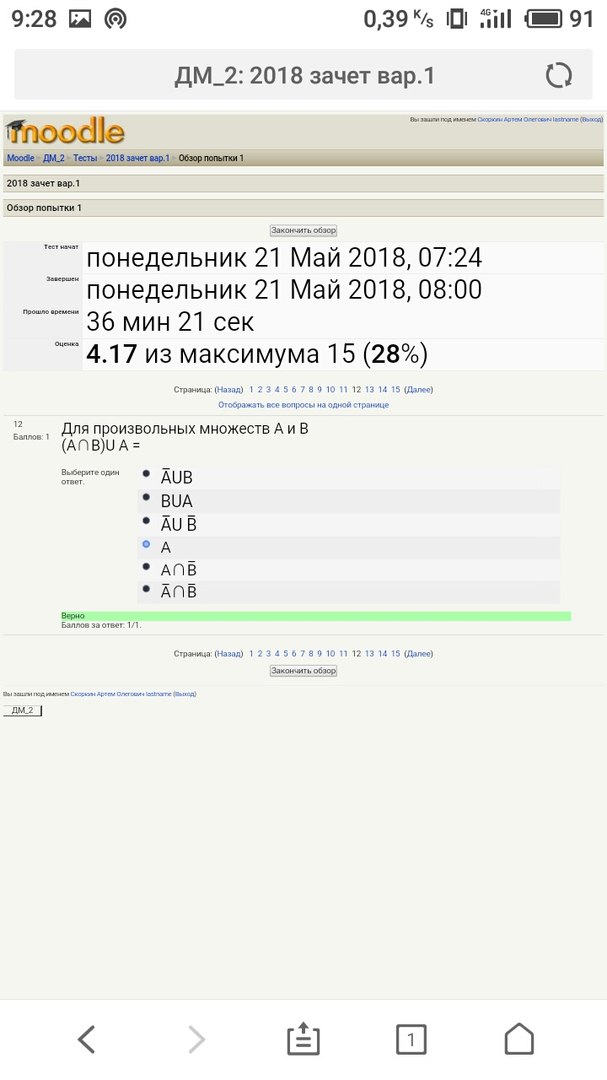 9:28 0,39 K/s 4G 91
ДМ_2: 2018 зачет вар.1
moodle Вы зашли под именем Скоркин Артем Олегович lastname (Выход)
Moodle ► ДМ_2 ► Тесты ► 2018 зачет вар.1 ► Обзор попытки 1
2018 зачет вар.1
Обзор попытки 1
Закончить обзор
Тест начат понедельник 21 Май 2018, 07:24
Завершен понедельник 21 Май 2018, 08:00
Прошло времени 36 мин 21 сек
Оценка 4.17 из максимума 15 (28%)
Страница: (Назад) 1 2 3 4 5 6 7 8 9 10 11 12 13 14 15 (Далее)
Отображать все вопросы на одной странице
12
Баллов: 1
Для произвольных множеств А и В
(A∩B)U A =
Выберите один ответ.
A̅UB
BUA
A̅U B̅
A
A∩B̅
A̅∩B̅
Верно
Баллов за ответ: 1/1.
Страница: (Назад) 1 2 3 4 5 6 7 8 9 10 11 12 13 14 15 (Далее)
Закончить обзор
Вы зашли под именем Скоркин Артем Олегович lastname (Выход)
ДМ_2
1